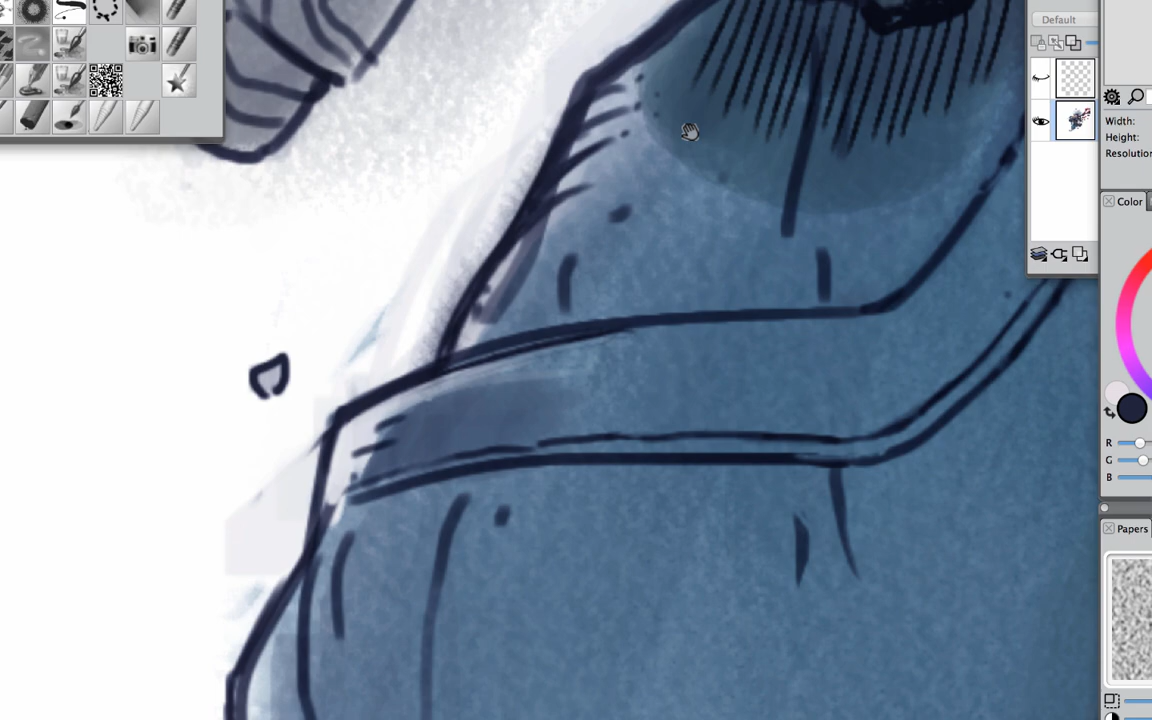 Default
Width:
Height:
Resolution
Color
R
G
B
Papers